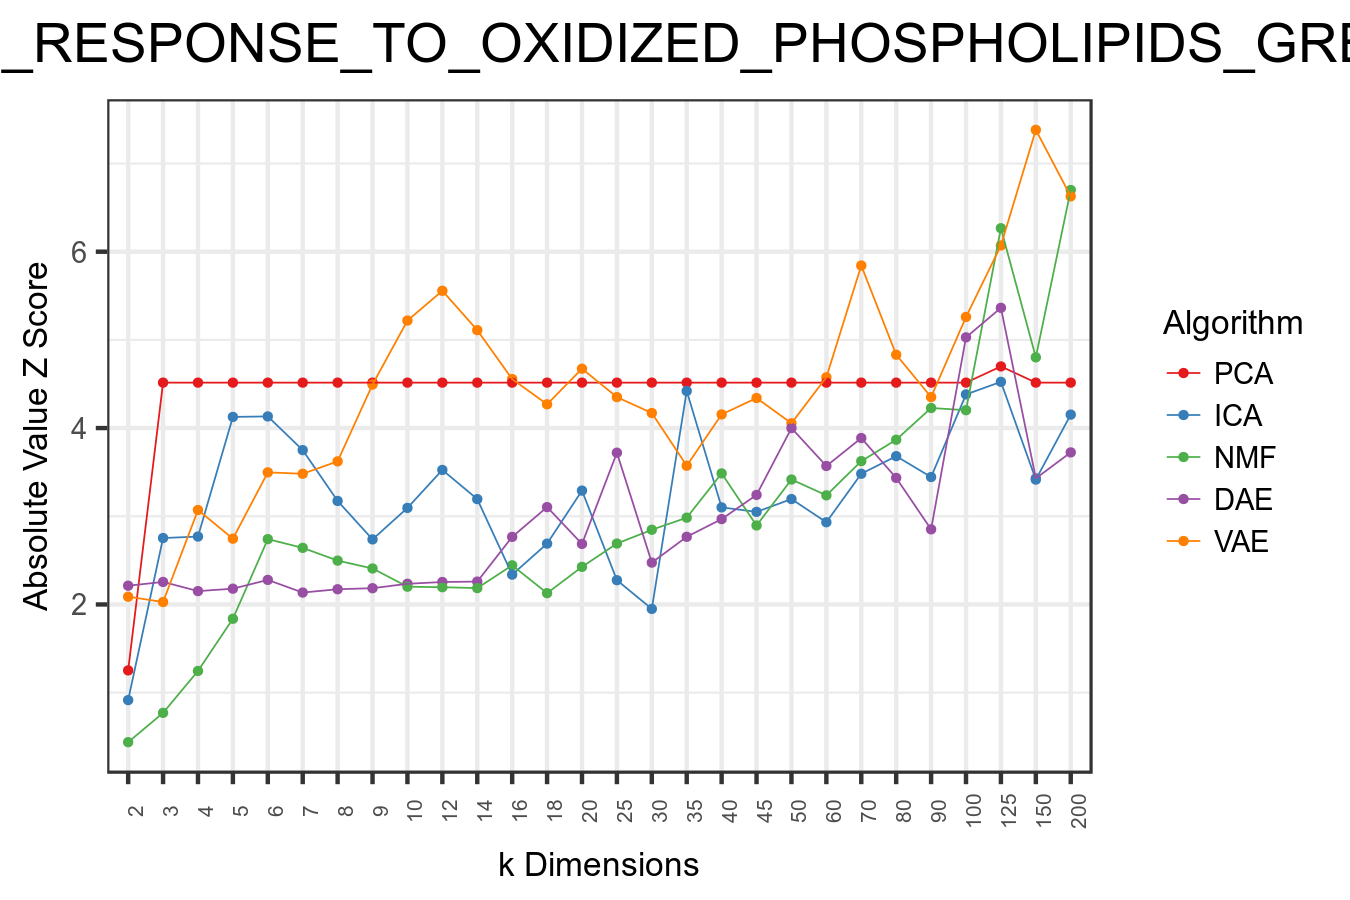 _RESPONSE_TO_OXIDIZED_PHOSPHOLIPIDS_GRE
Absolute Value Z Score
6
4
2
2 3 4 5 6 7 8 9 10 12 14 16 18 20 25 30 35 40 45 50 60 70 80 90 100 125 150 200
k Dimensions
Algorithm
PCA
ICA
NMF
DAE
VAE